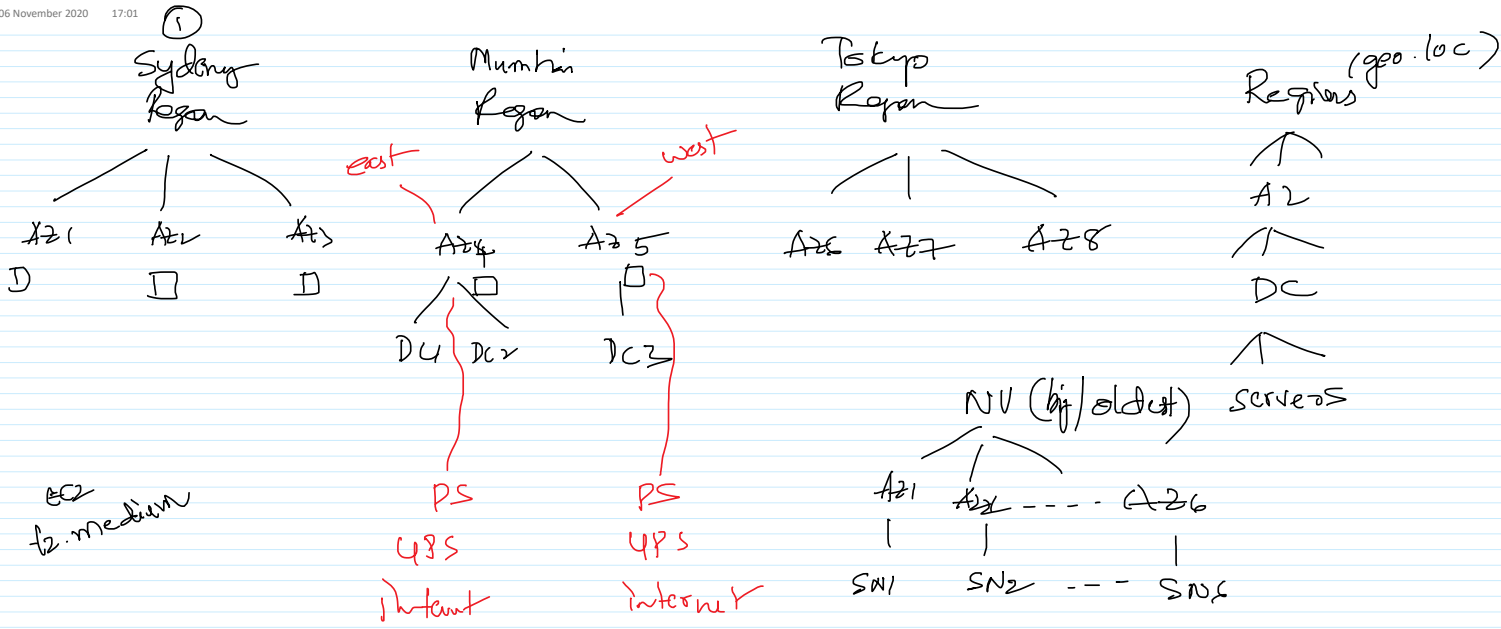 06 November 2020 17:01
1
Sydney Region
Mumbai Region
Tokyo Region
Regions (geo.loc)
east
west
AZ1 AZ2 AZ3
AZ4 AZ5
AZ6 AZ7 AZ8
AZ
DC
DC1 DC2
DC3
servers
NV (big/oldest)
AZ1 AZ2 ---- AZ6
SN1 SN2 --- SN6
EC2
t2.medium
PS
UPS
internet
PS
UPS
internet